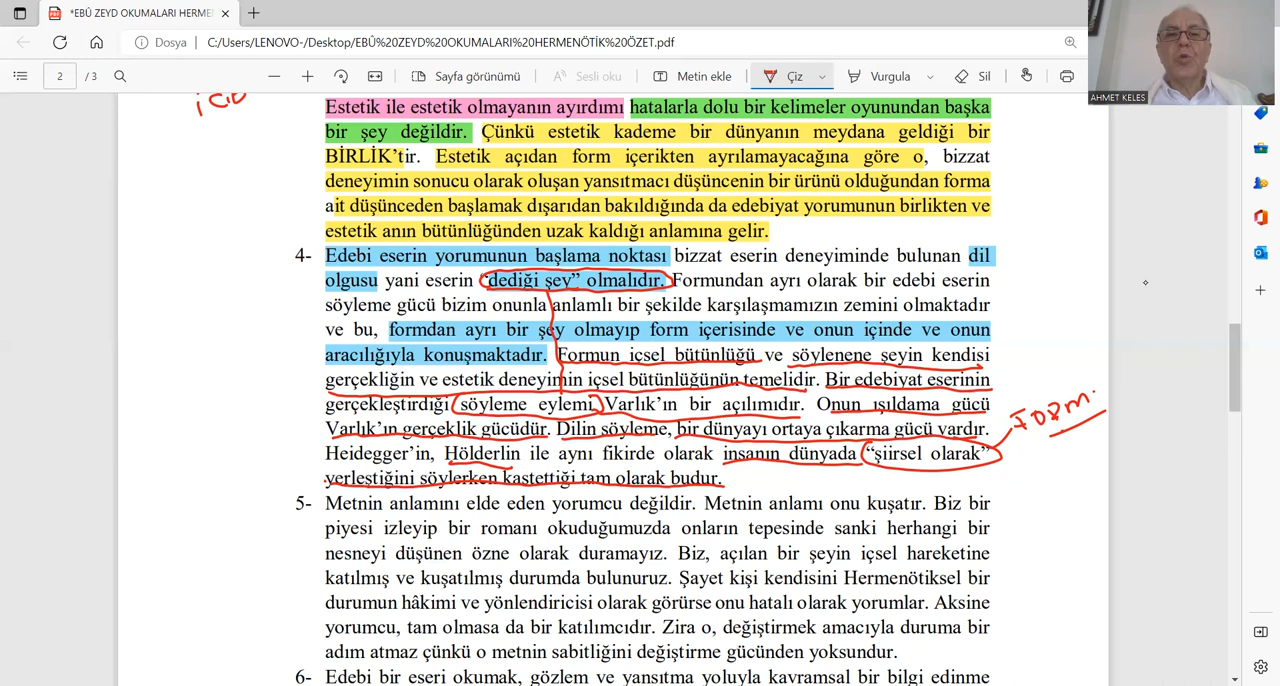 *EBÛ ZEYD OKUMALARI HERME
Dosya C:/Users/LENOVO-/Desktop/EBÛ%20ZEYD%20OKUMALARI%20HERMENÖTİK%20ÖZET.pdf
2 / 3 Sayfa görünümü Sesli oku Metin ekle Çiz Vurgula Sil
AHMET KELES
Estetik ile estetik olmayanın ayırdımı hatalarla dolu bir kelimeler oyunundan başka
bir şey değildir. Çünkü estetik kademe bir dünyanın meydana geldiği bir
BİRLİK’tir. Estetik açıdan form içerikten ayrılamayacağına göre o, bizzat
deneyimin sonucu olarak oluşan yansıtmacı düşüncenin bir ürünü olduğundan forma
ait düşünceden başlamak dışarıdan bakıldığında da edebiyat yorumunun birlikten ve
estetik anın bütünlüğünden uzak kaldığı anlamına gelir.
4- Edebi eserin yorumunun başlama noktası bizzat eserin deneyiminde bulunan dil
olgusu yani eserin “dediği şey” olmalıdır. Formundan ayrı olarak bir edebi eserin
söyleme gücü bizim onunla anlamlı bir şekilde karşılaşmamızın zemini olmaktadır
ve bu, formdan ayrı bir şey olmayıp form içerisinde ve onun içinde ve onun
aracılığıyla konuşmaktadır. Formun içsel bütünlüğü ve söylenene şeyin kendisi
gerçekliğin ve estetik deneyimin içsel bütünlüğünün temelidir. Bir edebiyat eserinin
gerçekleştirdiği söyleme eylemi Varlık’ın bir açılımıdır. Onun ışıldama gücü
Varlık’ın gerçeklik gücüdür. Dilin söyleme, bir dünyayı ortaya çıkarma gücü vardır.
FORM.
Heidegger’in, Hölderlin ile aynı fikirde olarak insanın dünyada “şiirsel olarak”
yerleştiğini söylerken kastettiği tam olarak budur.
5- Metnin anlamını elde eden yorumcu değildir. Metnin anlamı onu kuşatır. Biz bir
piyesi izleyip bir romanı okuduğumuzda onların tepesinde sanki herhangi bir
nesneyi düşünen özne olarak duramayız. Biz, açılan bir şeyin içsel hareketine
katılmış ve kuşatılmış durumda bulunuruz. Şayet kişi kendisini Hermenötiksel bir
durumun hâkimi ve yönlendiricisi olarak görürse onu hatalı olarak yorumlar. Aksine
yorumcu, tam olmasa da bir katılımcıdır. Zira o, değiştirmek amacıyla duruma bir
adım atmaz çünkü o metnin sabitliğini değiştirme gücünden yoksundur.
6- Edebi bir eseri okumak, gözlem ve yansıtma yoluyla kavramsal bir bilgi edinme